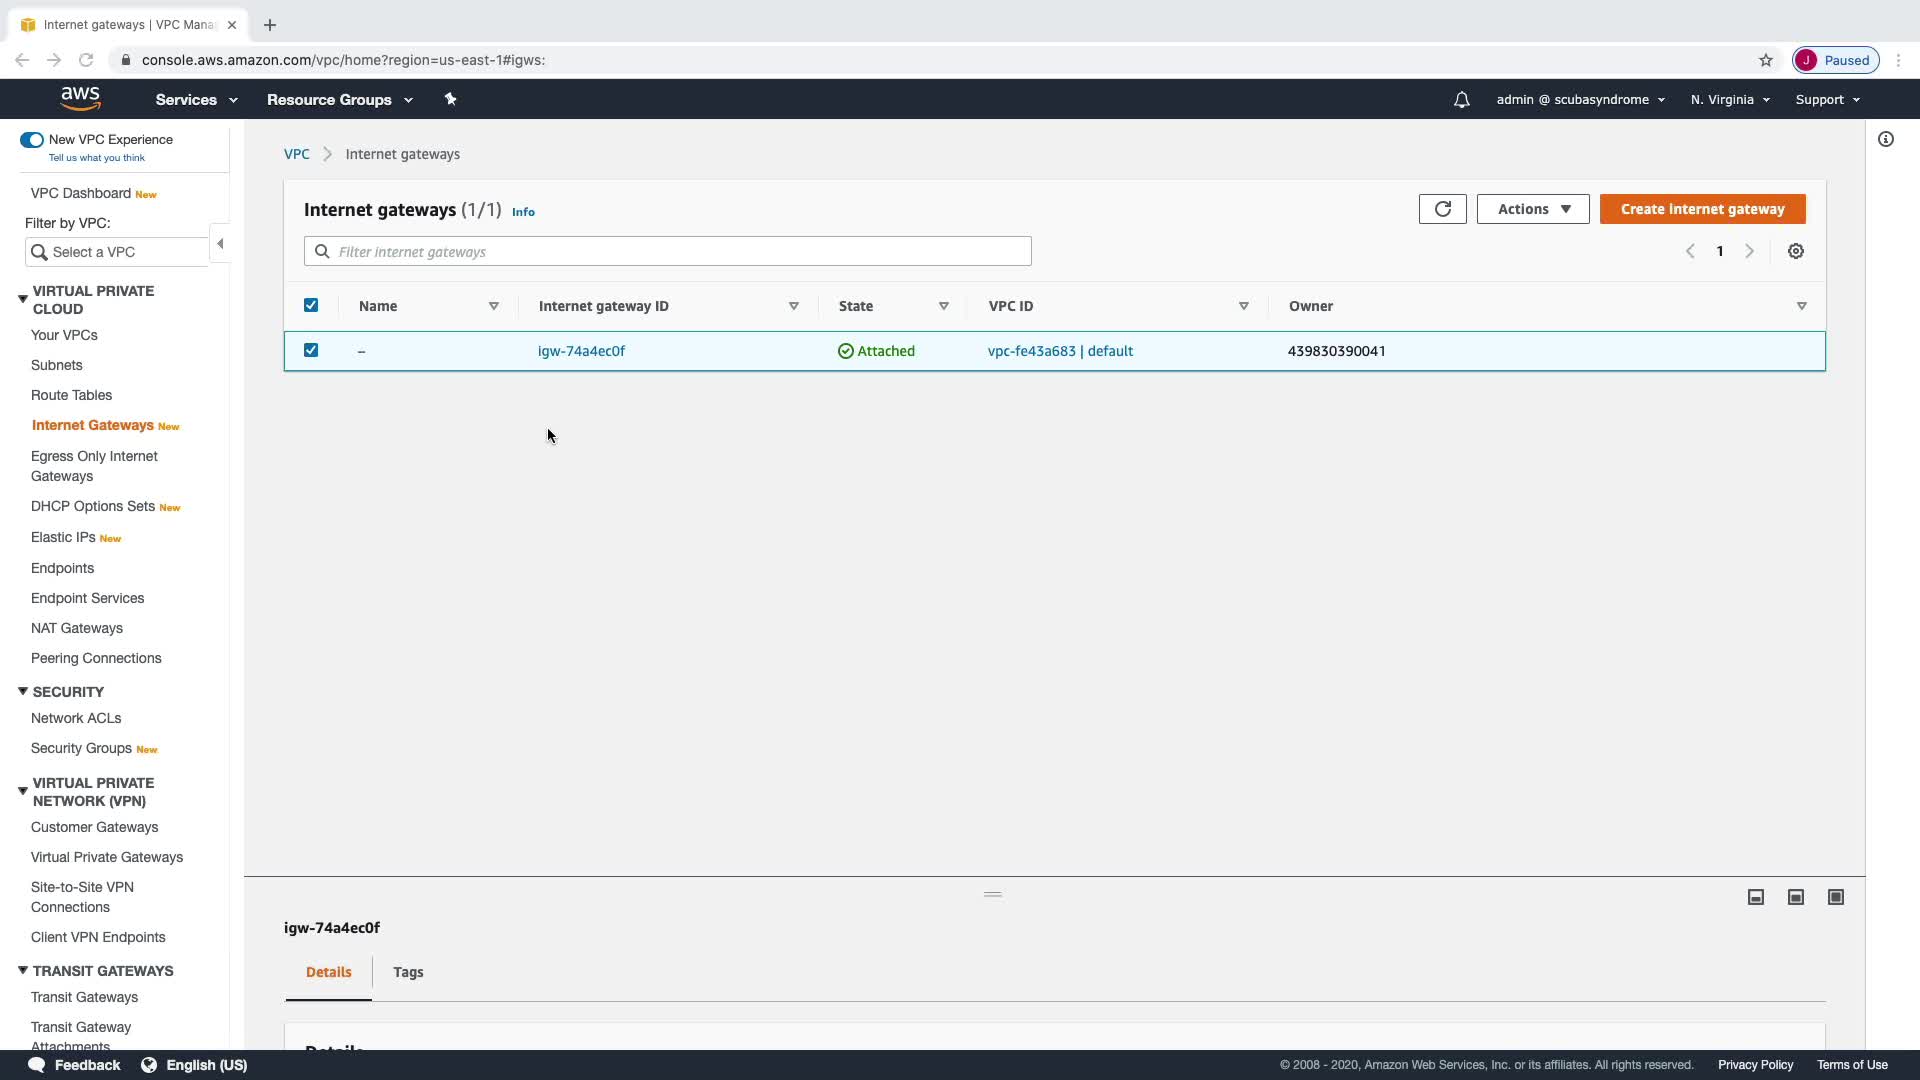 Internet gateways | VPC Mana
console.aws.amazon.com/vpc/home?region=us-east-1#igws:
J Paused
aws
Services
Resource Groups
admin @ scubasyndrome
N. Virginia
Support
New VPC Experience
Tell us what you think
VPC Dashboard New
Filter by VPC:
Select a VPC
VIRTUAL PRIVATE
CLOUD
Your VPCs
Subnets
Route Tables
Internet Gateways New
Egress Only Internet
Gateways
DHCP Options Sets New
Elastic IPs New
Endpoints
Endpoint Services
NAT Gateways
Peering Connections
SECURITY
Network ACLs
Security Groups New
VIRTUAL PRIVATE
NETWORK (VPN)
Customer Gateways
Virtual Private Gateways
Site-to-Site VPN
Connections
Client VPN Endpoints
TRANSIT GATEWAYS
Transit Gateways
Transit Gateway
Attachments
VPC > Internet gateways
Internet gateways (1/1) Info
Actions
Create internet gateway
Filter internet gateways
1
Name Internet gateway ID State VPC ID Owner
– igw-74a4ec0f Attached vpc-fe43a683 | default 439830390041
igw-74a4ec0f
Details Tags
Details
Feedback English (US)
© 2008 - 2020, Amazon Web Services, Inc. or its affiliates. All rights reserved. Privacy Policy Terms of Use